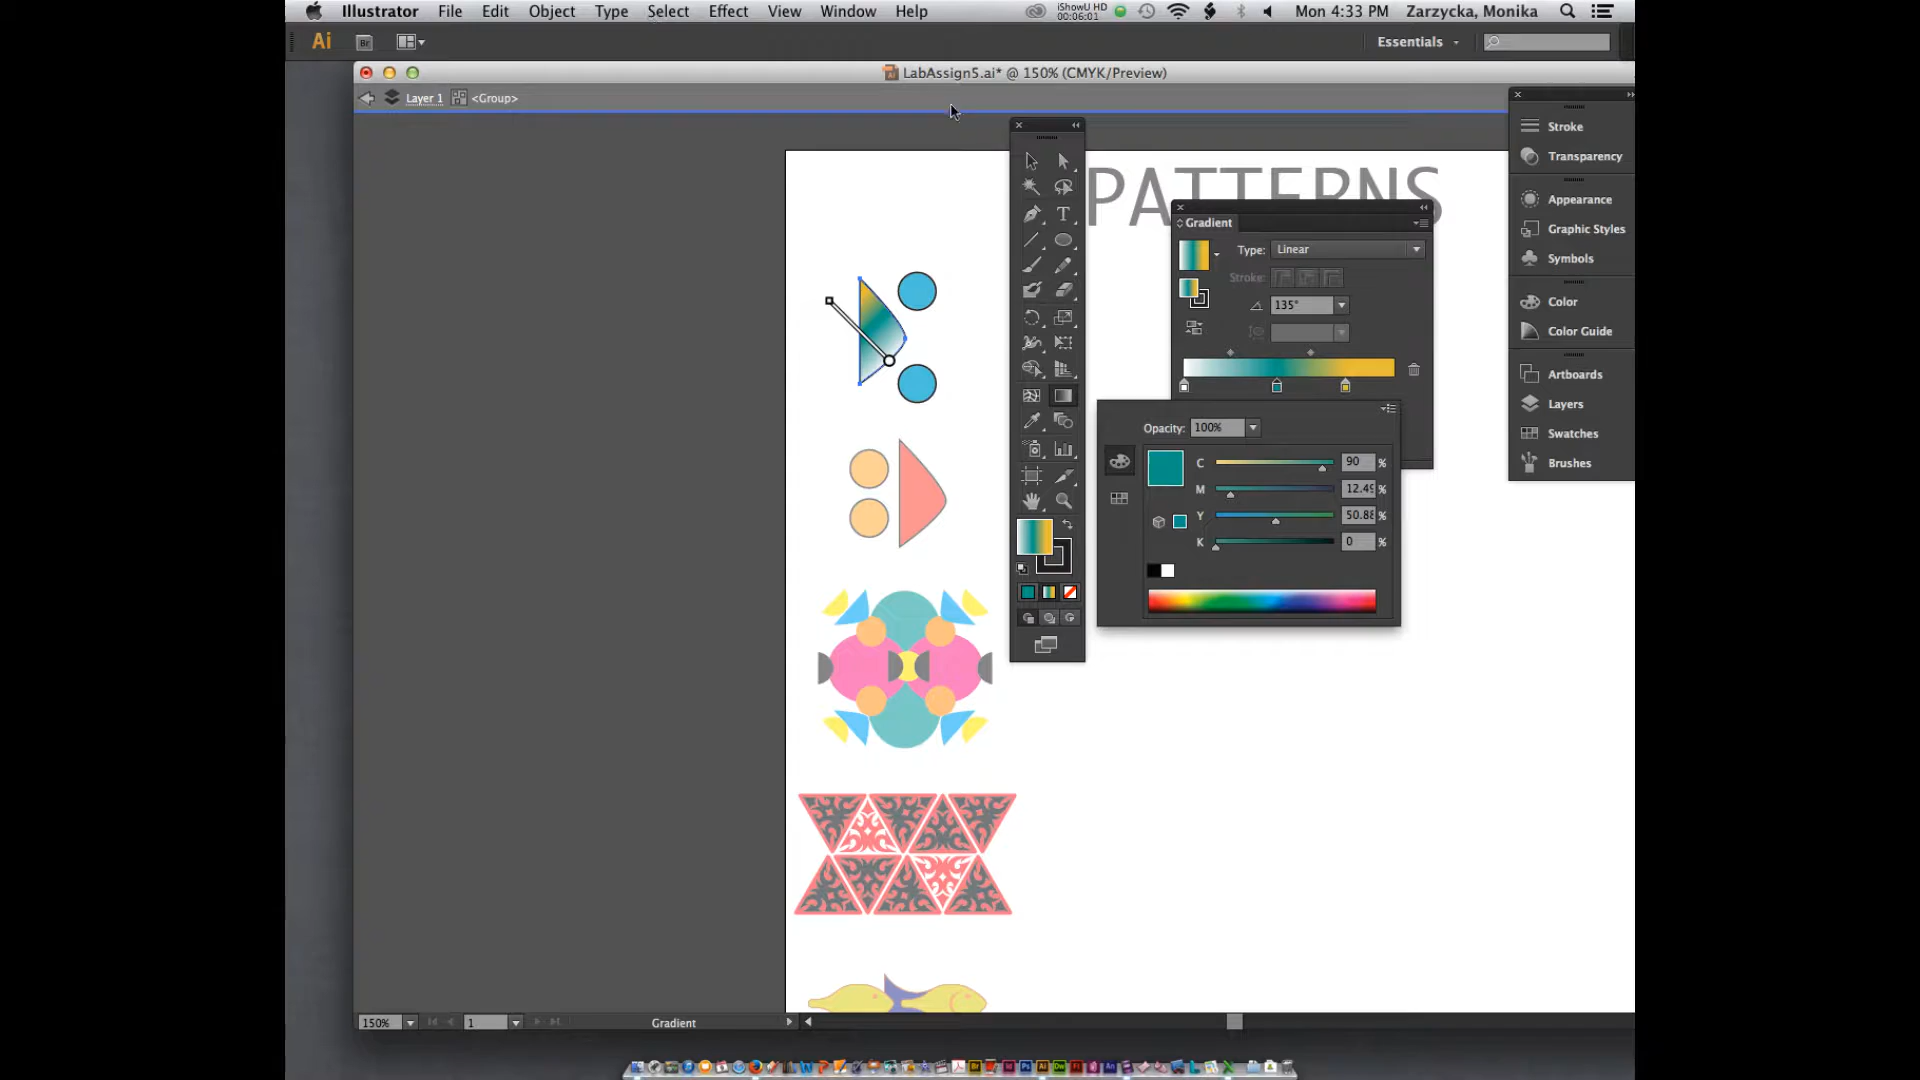 Illustrator File Edit Object Type Select Effect View Window Help iShowU HD 00:06:01 Mon 4:33 PM Zarzycka, Monika
Ai Br Essentials
LabAssign5.ai* @ 150% (CMYK/Preview)
Layer 1 <Group>
PATTERNS
Stroke
Transparency
Appearance
Graphic Styles
Symbols
Color
Color Guide
Artboards
Layers
Swatches
Brushes
Gradient
Type: Linear
Stroke:
135°
Opacity: 100%
C 90 %
M 12.49 %
Y 50.88 %
K 0 %
T
150% 1 Gradient